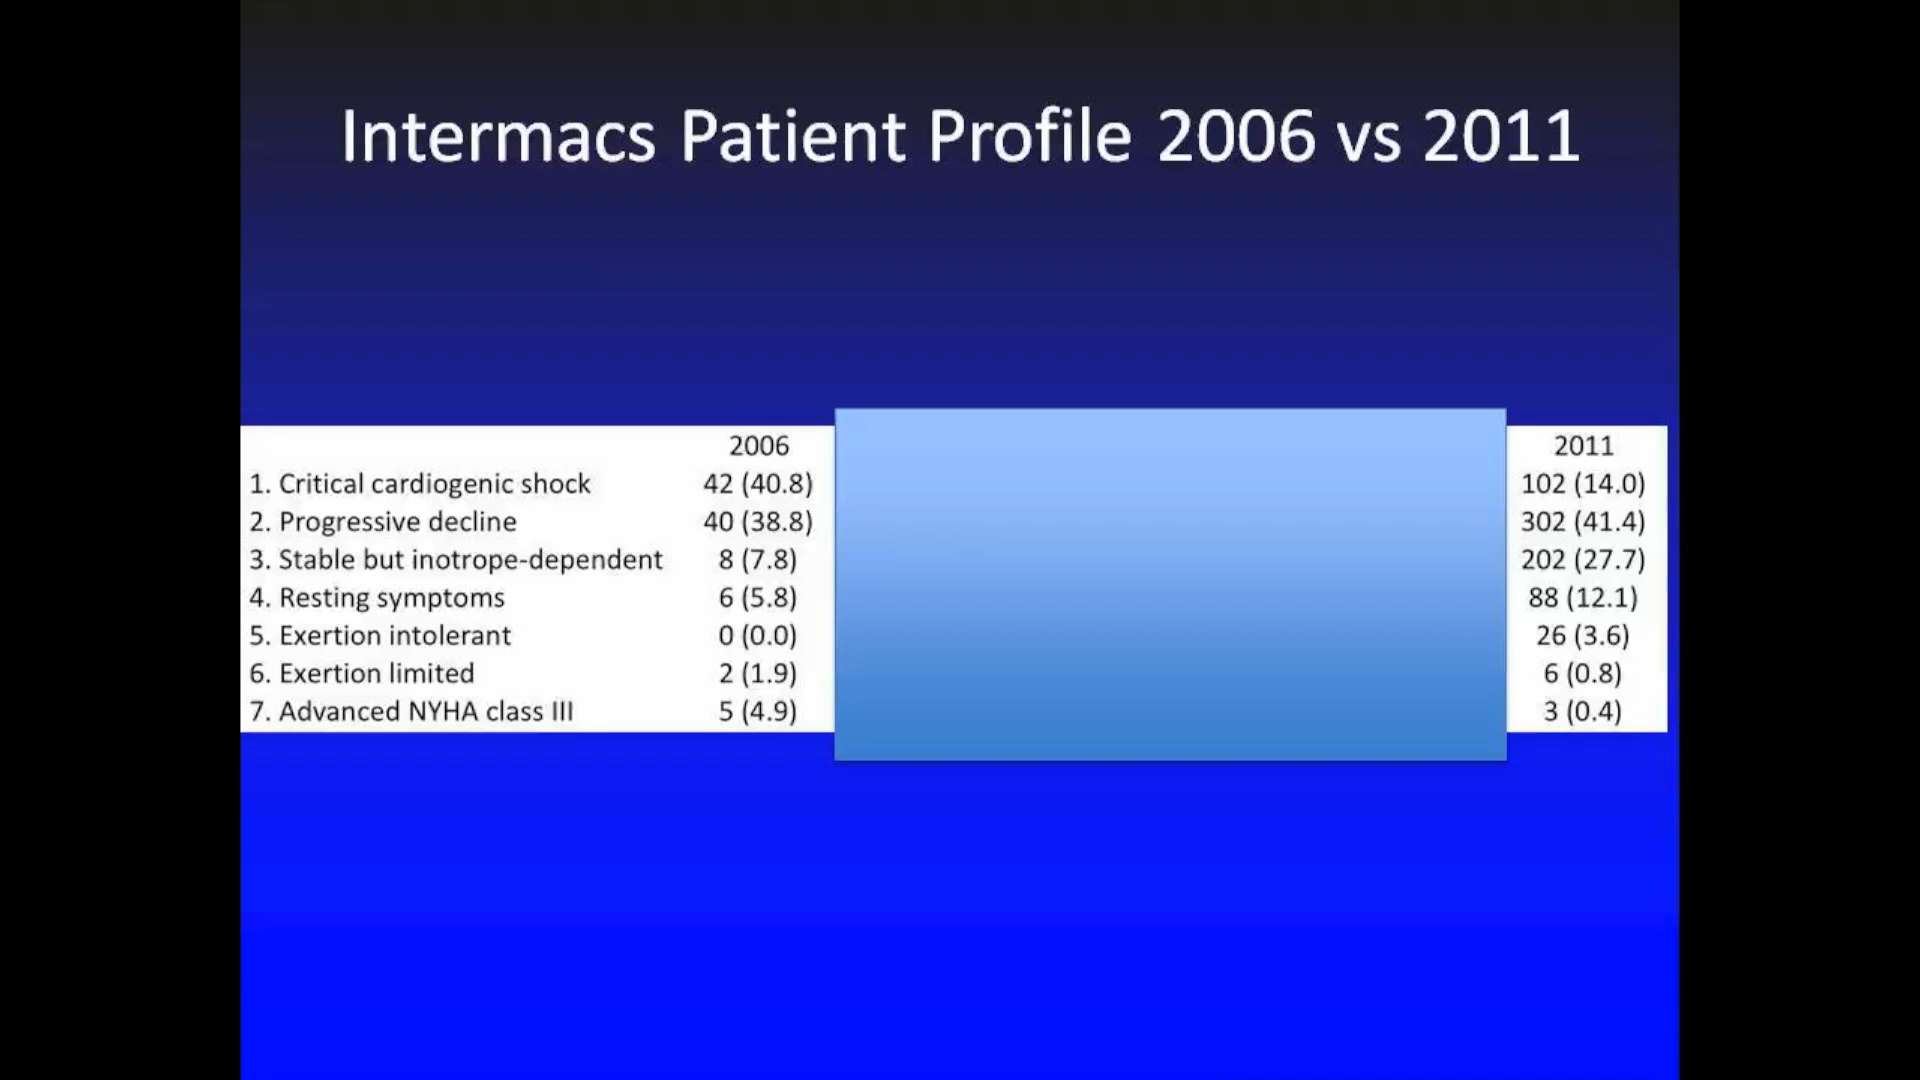 Intermacs Patient Profile 2006 vs 2011
2006 2011
1. Critical cardiogenic shock 42 (40.8) 102 (14.0)
2. Progressive decline 40 (38.8) 302 (41.4)
3. Stable but inotrope-dependent 8 (7.8) 202 (27.7)
4. Resting symptoms 6 (5.8) 88 (12.1)
5. Exertion intolerant 0 (0.0) 26 (3.6)
6. Exertion limited 2 (1.9) 6 (0.8)
7. Advanced NYHA class III 5 (4.9) 3 (0.4)